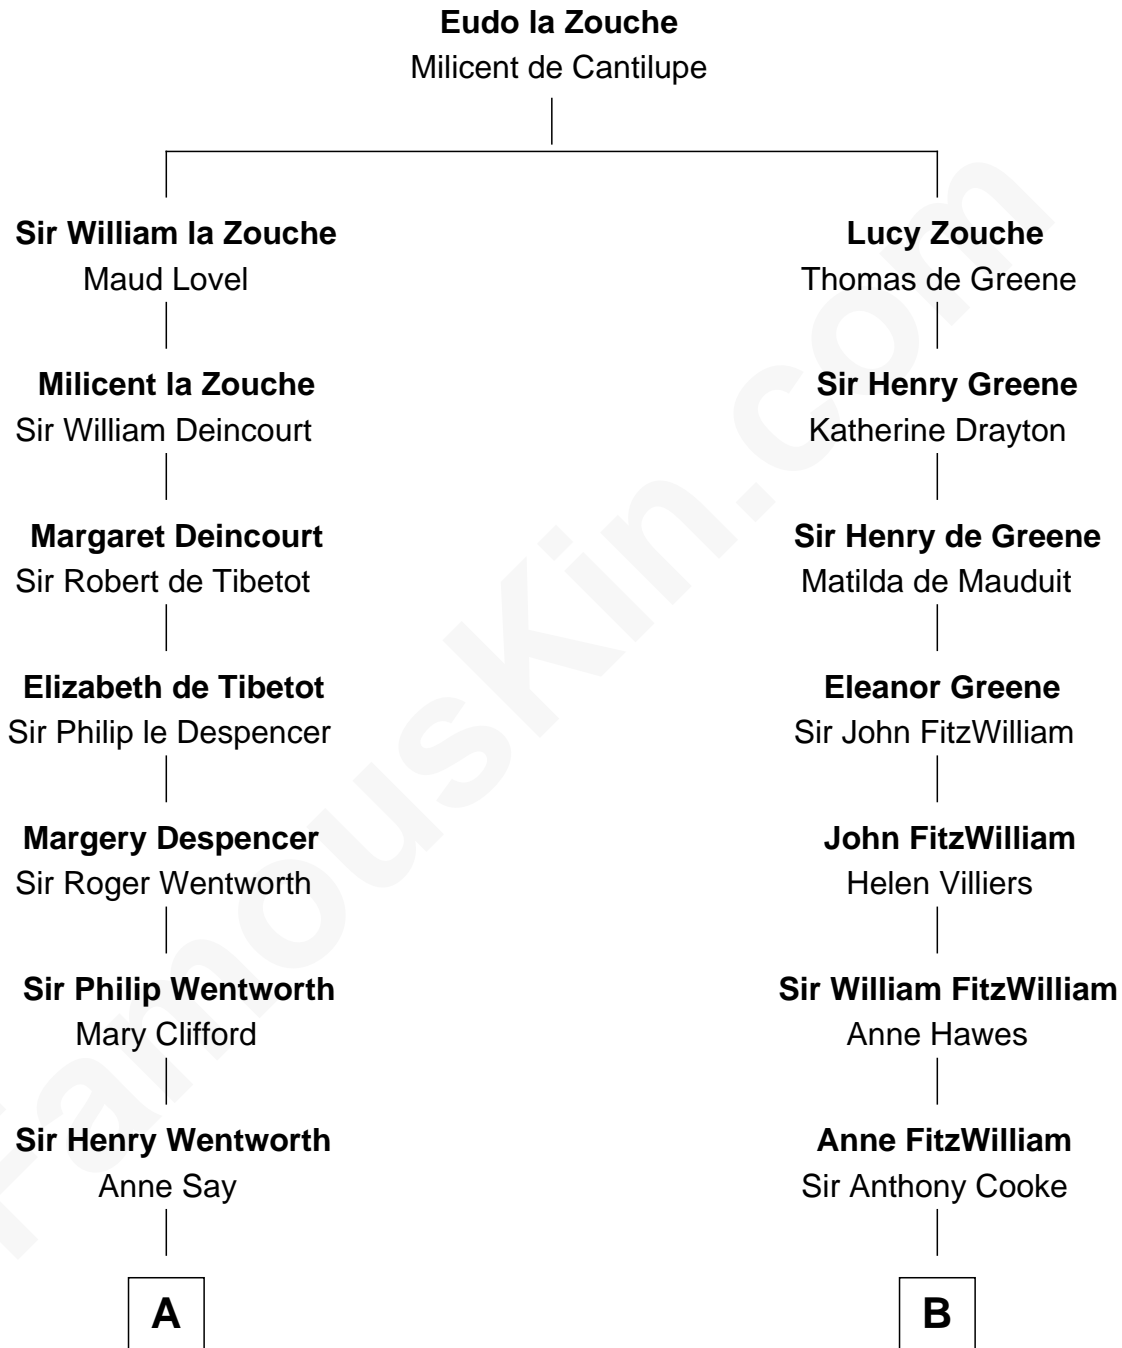 Eudo la Zouche
Milicent de Cantilupe
Sir William la Zouche
Maud Lovel
Lucy Zouche
Thomas de Greene
Milicent la Zouche
Sir William Deincourt
Sir Henry Greene
Katherine Drayton
Margaret Deincourt
Sir Robert de Tibetot
Sir Henry de Greene
Matilda de Mauduit
Elizabeth de Tibetot
Sir Philip le Despencer
Eleanor Greene
Sir John FitzWilliam
Margery Despencer
Sir Roger Wentworth
John FitzWilliam
Helen Villiers
Sir Philip Wentworth
Mary Clifford
Sir William FitzWilliam
Anne Hawes
Sir Henry Wentworth
Anne Say
Anne FitzWilliam
Sir Anthony Cooke
A
B
FamousKin.com